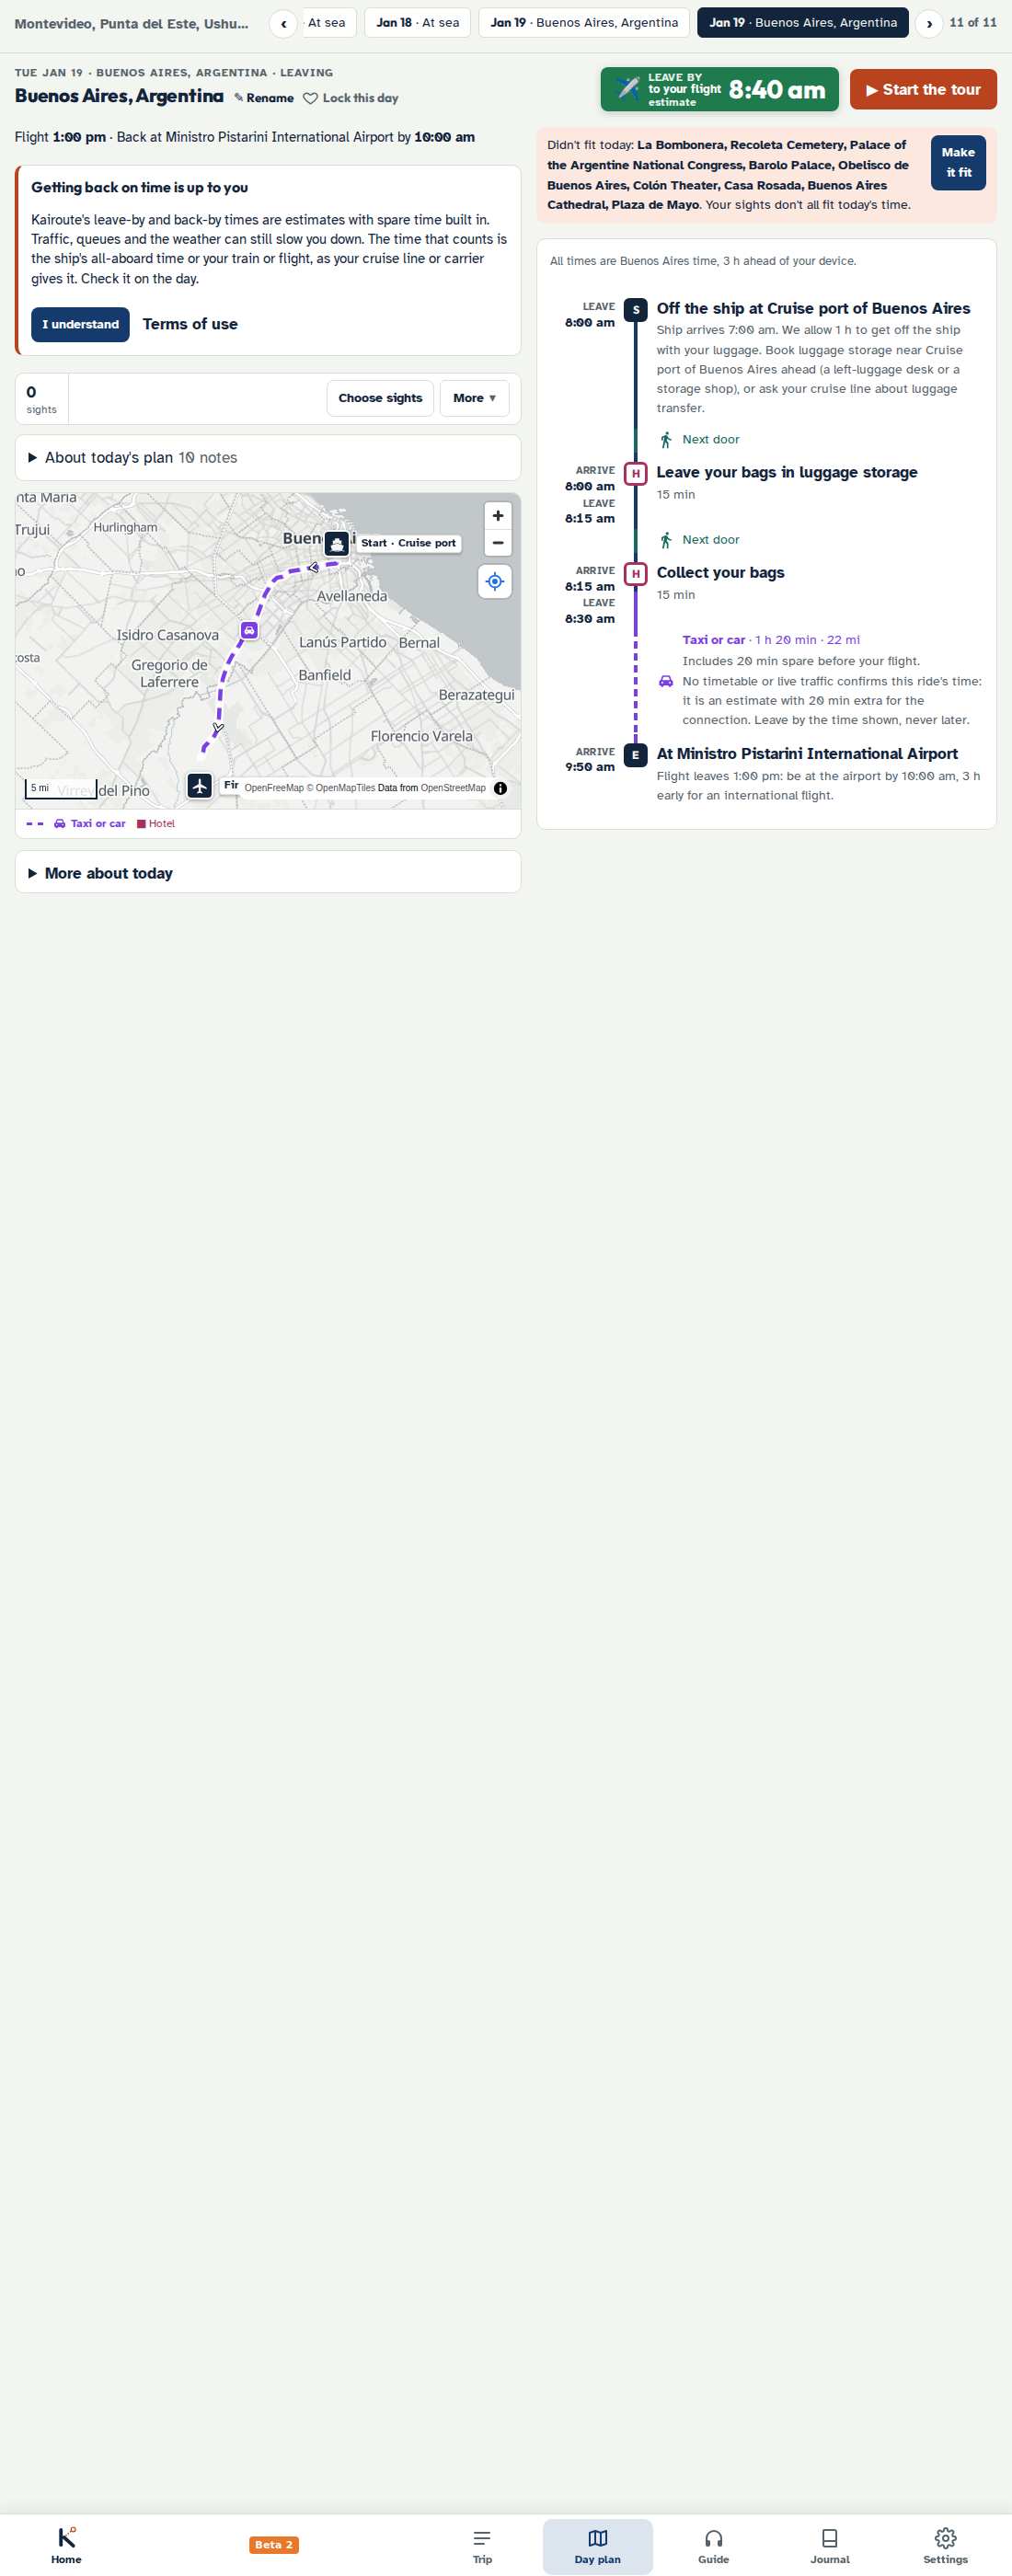 Montevideo, Punta del Este, Ushu...
‹
· At sea
Jan 18 · At sea
Jan 19 · Buenos Aires, Argentina
Jan 19 · Buenos Aires, Argentina
›
11 of 11
TUE JAN 19 · BUENOS AIRES, ARGENTINA · LEAVING
Buenos Aires, Argentina
✎ Rename
Lock this day
LEAVE BY
to your flight
estimate
8:40 am
▶ Start the tour
Flight 1:00 pm · Back at Ministro Pistarini International Airport by 10:00 am
Getting back on time is up to you
Kairoute's leave-by and back-by times are estimates with spare time built in.
Traffic, queues and the weather can still slow you down. The time that counts is
the ship's all-aboard time or your train or flight, as your cruise line or carrier
gives it. Check it on the day.
I understand
Terms of use
0
sights
Choose sights
More ▾
▶ About today's plan 10 notes
nta María
Trujui
Hurlingham
Start · Cruise port
Avellaneda
Isidro Casanova
Lanús Partido
Bernal
osta
Gregorio de
Laferrere
Banfield
Berazategui
Florencio Varela
5 mi
Virrey del Pino
Fir
OpenFreeMap © OpenMapTiles Data from OpenStreetMap
Taxi or car
Hotel
▶ More about today
Didn't fit today: La Bombonera, Recoleta Cemetery, Palace of
the Argentine National Congress, Barolo Palace, Obelisco de
Buenos Aires, Colón Theater, Casa Rosada, Buenos Aires
Cathedral, Plaza de Mayo. Your sights don't all fit today's time.
Make
it fit
All times are Buenos Aires time, 3 h ahead of your device.
LEAVE
8:00 am
S
Off the ship at Cruise port of Buenos Aires
Ship arrives 7:00 am. We allow 1 h to get off the ship
with your luggage. Book luggage storage near Cruise
port of Buenos Aires ahead (a left-luggage desk or a
storage shop), or ask your cruise line about luggage
transfer.
Next door
ARRIVE
8:00 am
LEAVE
8:15 am
H
Leave your bags in luggage storage
15 min
Next door
ARRIVE
8:15 am
LEAVE
8:30 am
H
Collect your bags
15 min
Taxi or car · 1 h 20 min · 22 mi
Includes 20 min spare before your flight.
No timetable or live traffic confirms this ride's time:
it is an estimate with 20 min extra for the
connection. Leave by the time shown, never later.
ARRIVE
9:50 am
E
At Ministro Pistarini International Airport
Flight leaves 1:00 pm: be at the airport by 10:00 am, 3 h
early for an international flight.
Home
Beta 2
Trip
Day plan
Guide
Journal
Settings